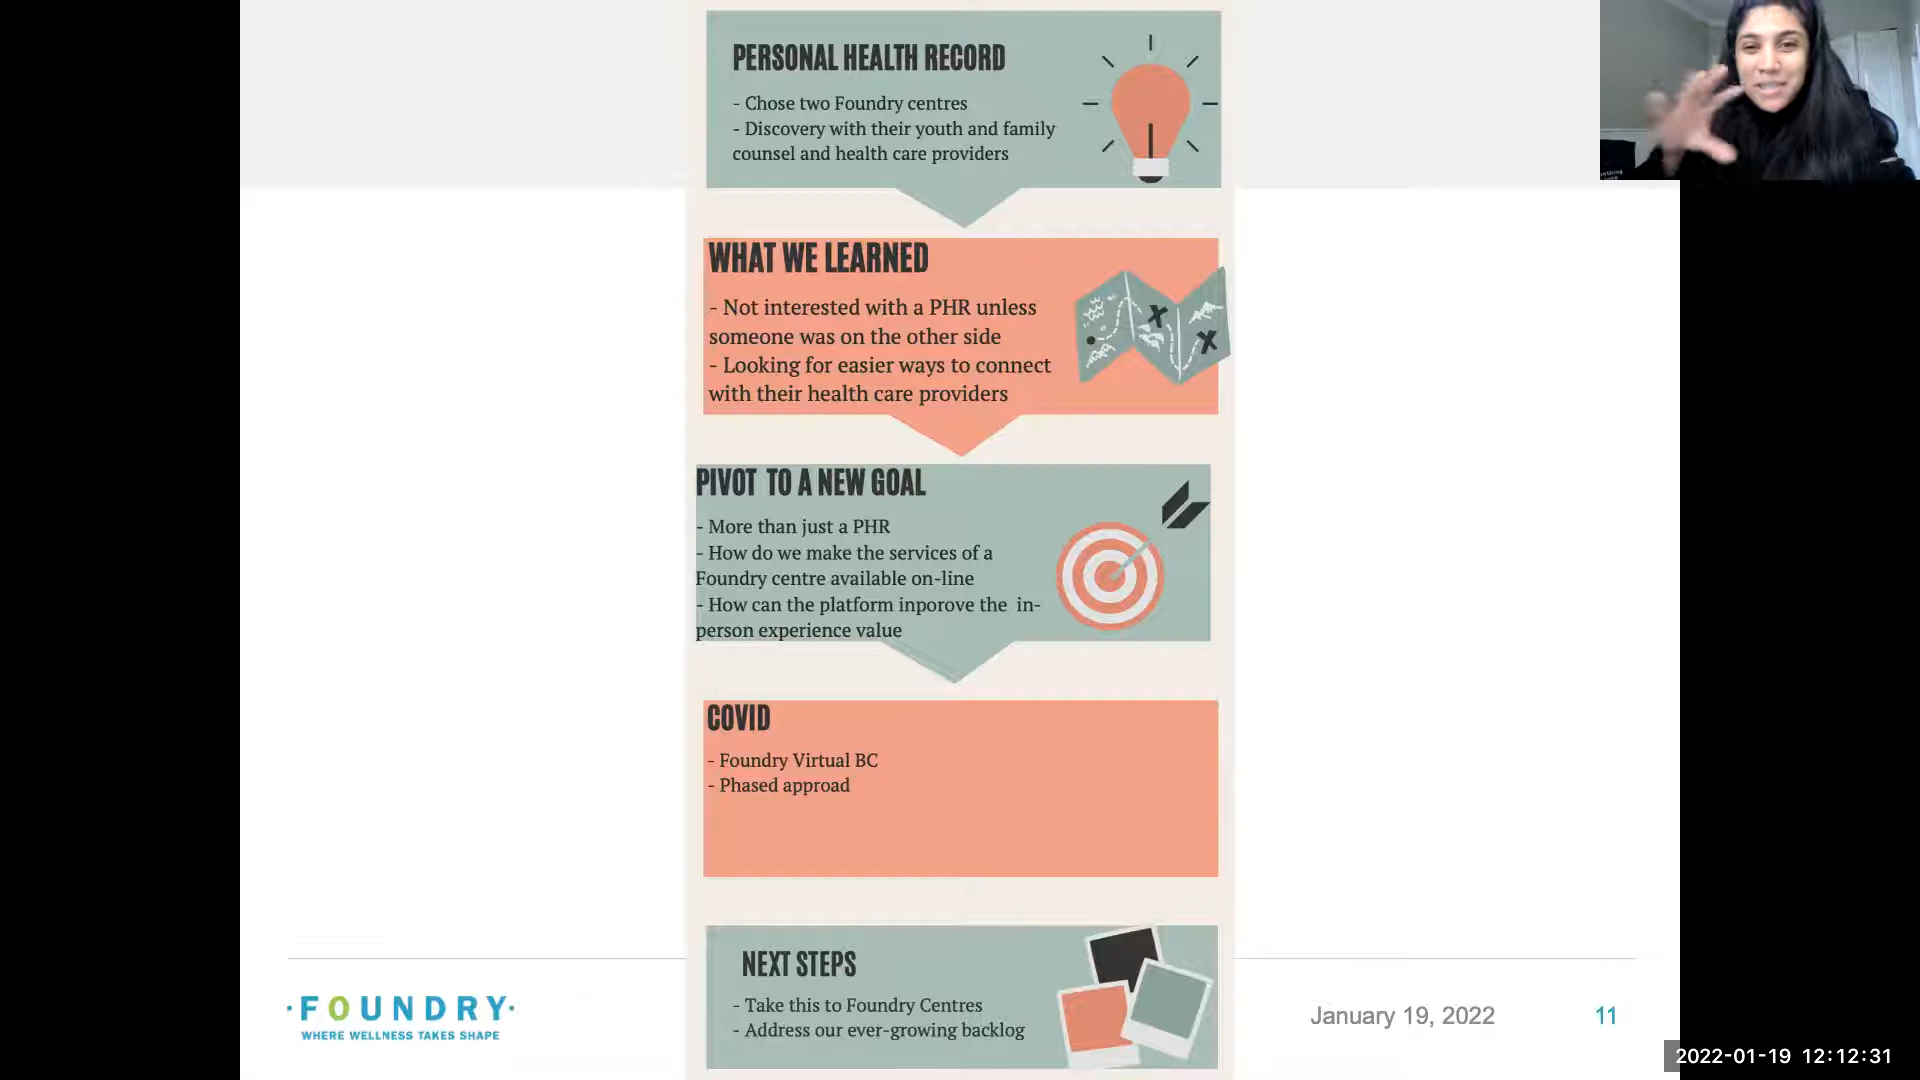 PERSONAL HEALTH RECORD
- Chose two Foundry centres
- Discovery with their youth and family
counsel and health care providers
WHAT WE LEARNED
- Not interested with a PHR unless
someone was on the other side
- Looking for easier ways to connect
with their health care providers
PIVOT TO A NEW GOAL
- More than just a PHR
- How do we make the services of a
Foundry centre available on-line
- How can the platform inporove the in-
person experience value
COVID
- Foundry Virtual BC
- Phased approad
NEXT STEPS
- Take this to Foundry Centres
- Address our ever-growing backlog
·FOUNDRY·
WHERE WELLNESS TAKES SHAPE
January 19, 2022
11
2022-01-19 12:12:31